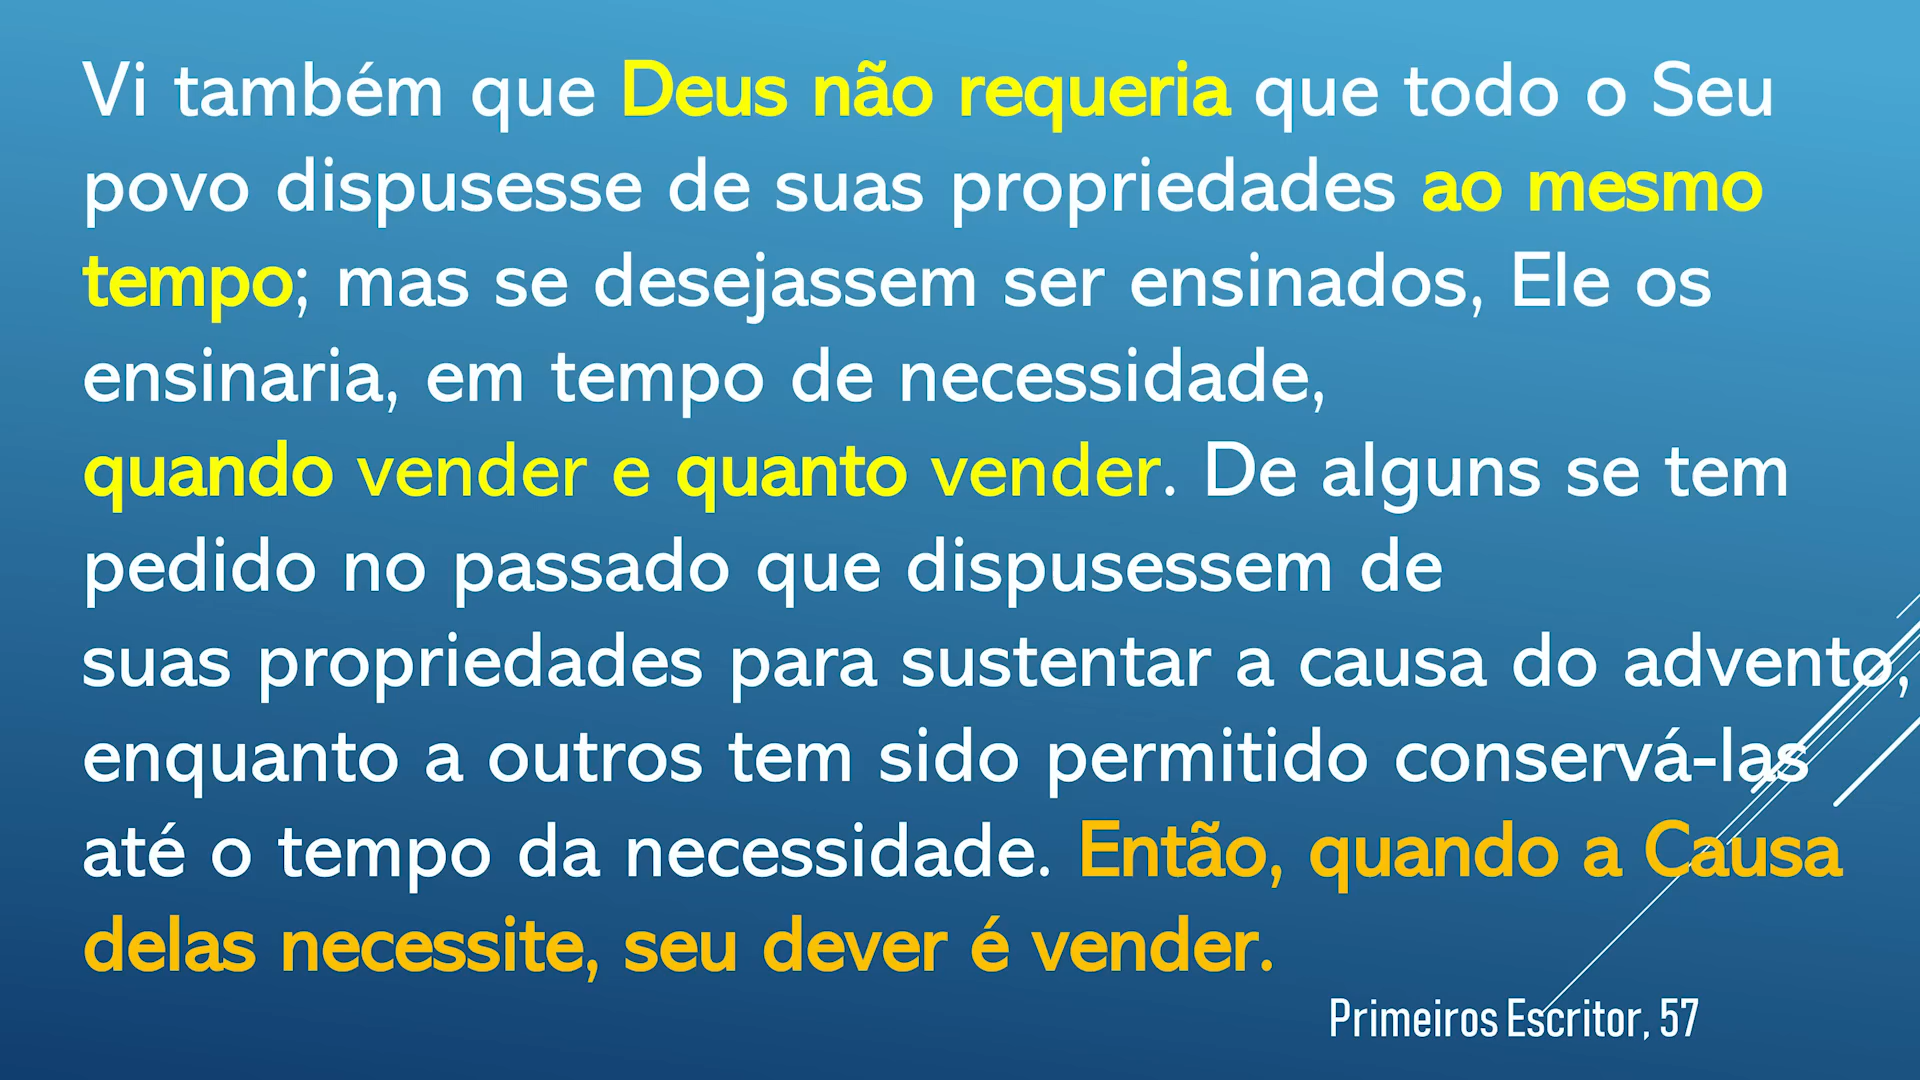 Vi também que Deus não requeria que todo o Seu
povo dispusesse de suas propriedades ao mesmo
tempo; mas se desejassem ser ensinados, Ele os
ensinaria, em tempo de necessidade,
quando vender e quanto vender. De alguns se tem
pedido no passado que dispusessem de
suas propriedades para sustentar a causa do advento,
enquanto a outros tem sido permitido conservá-las
até o tempo da necessidade. Então, quando a Causa
delas necessite, seu dever é vender.
Primeiros Escritor, 57